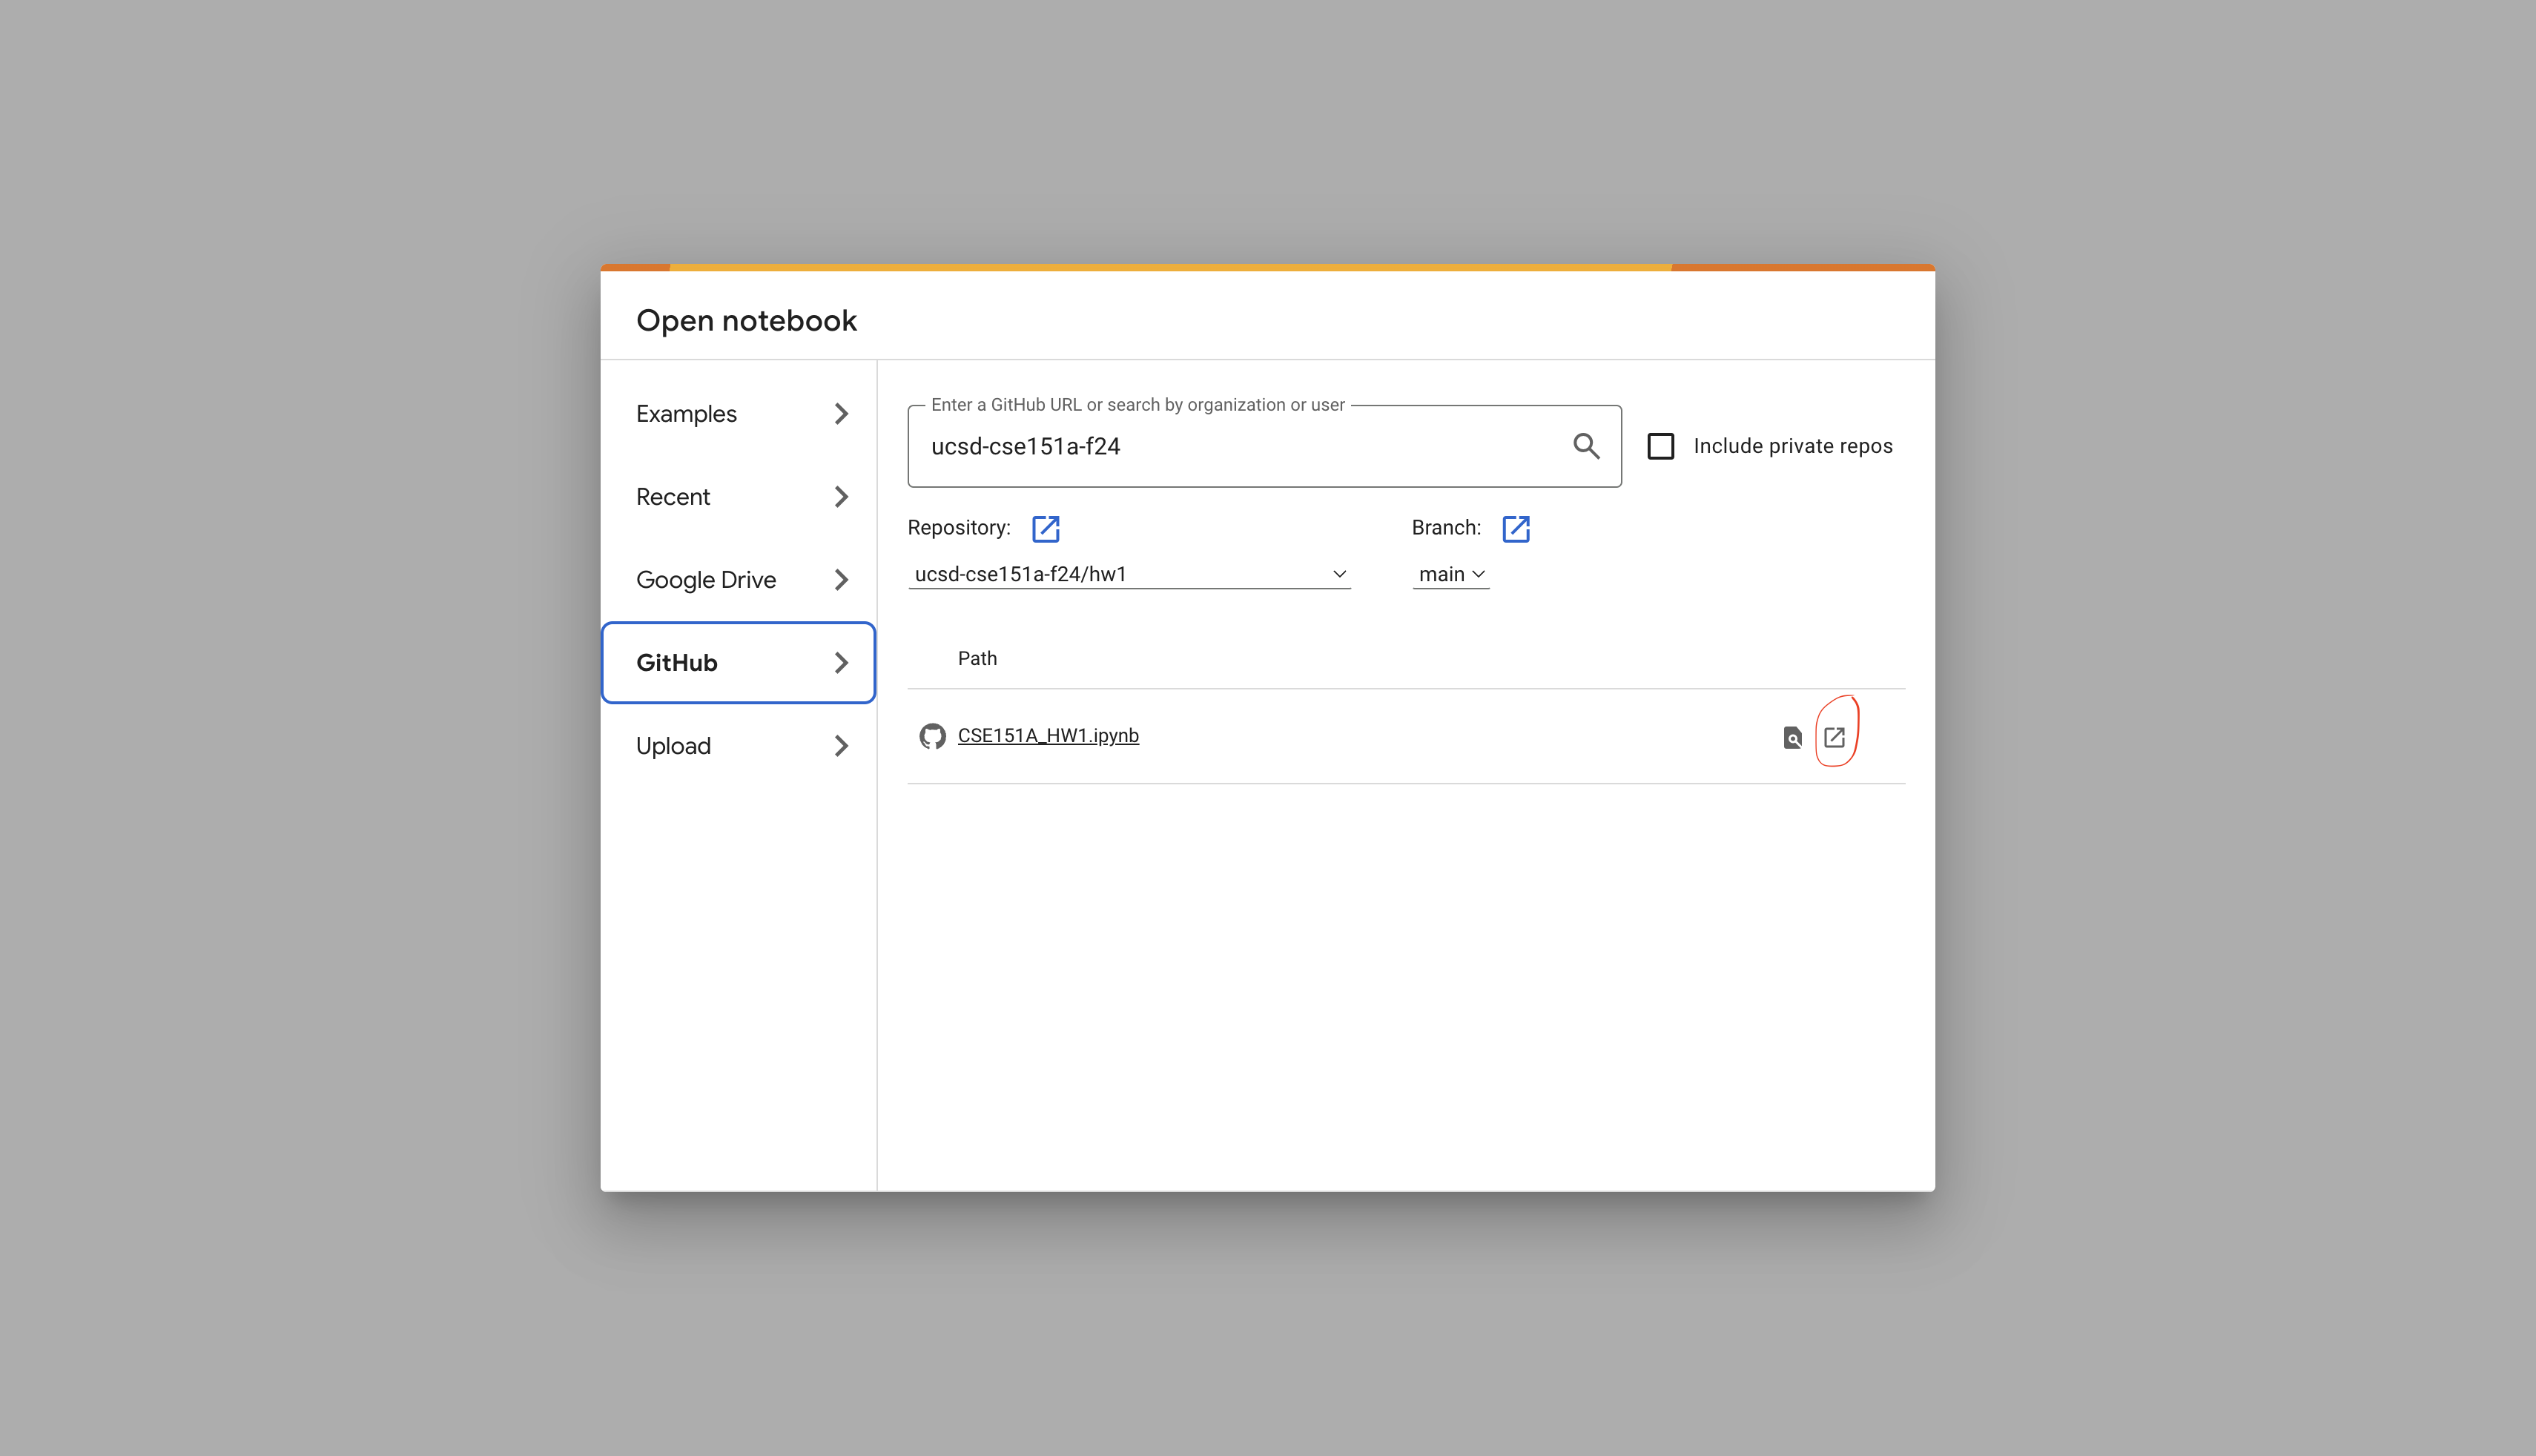 Open notebook
Examples
Recent
Google Drive
GitHub
Upload
Enter a GitHub URL or search by organization or user
ucsd-cse151a-f24
Include private repos
Repository:
Branch:
ucsd-cse151a-f24/hw1
main
Path
CSE151A_HW1.ipynb